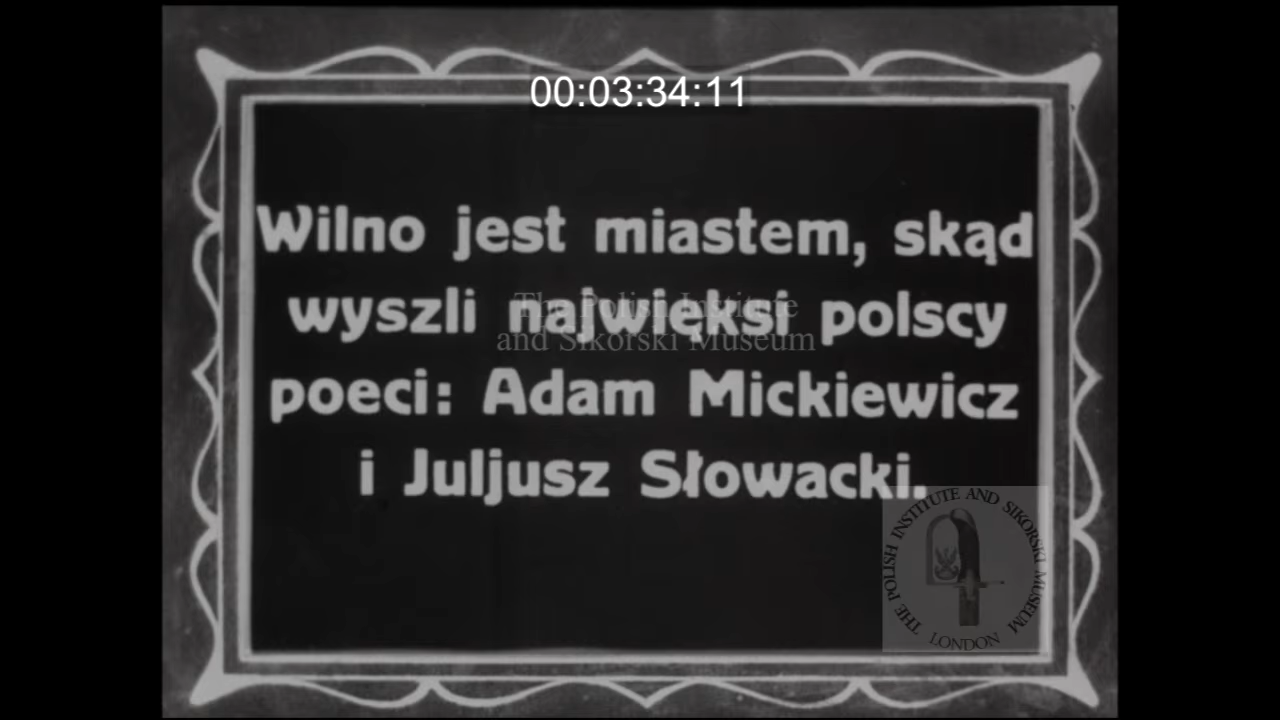 00:03:34:11
Wilno jest miastem, skąd
wyszli najwięksi polscy
poeci: Adam Mickiewicz
i Juljusz Słowacki.
The Polish Institute
and Sikorski Museum
THE POLISH INSTITUTE AND SIKORSKI MUSEUM
LONDON